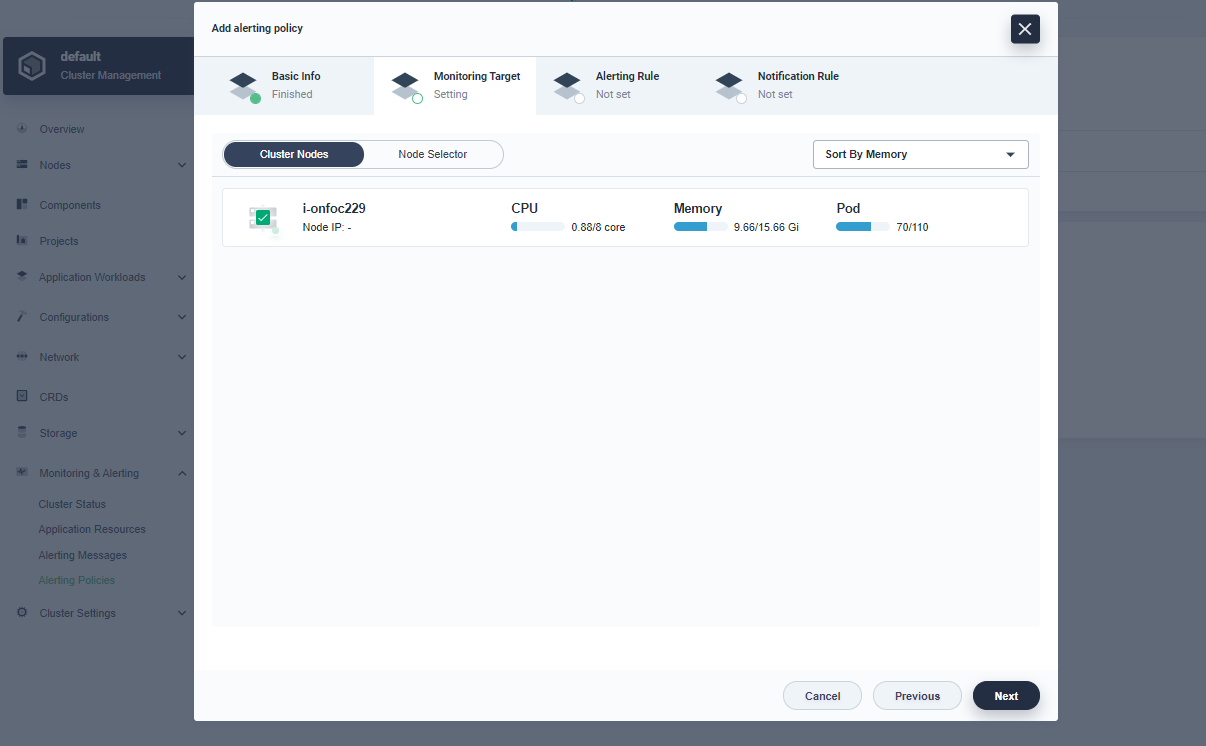 Add alerting policy
default
Cluster Management
Basic Info
Finished
Monitoring Target
Setting
Alerting Rule
Not set
Notification Rule
Not set
Overview
Nodes
Components
Projects
Application Workloads
Configurations
Network
CRDs
Storage
Monitoring & Alerting
Cluster Status
Application Resources
Alerting Messages
Alerting Policies
Cluster Settings
Cluster Nodes
Node Selector
Sort By Memory
i-onfoc229
Node IP: -
CPU
0.88/8 core
Memory
9.66/15.66 Gi
Pod
70/110
Cancel
Previous
Next